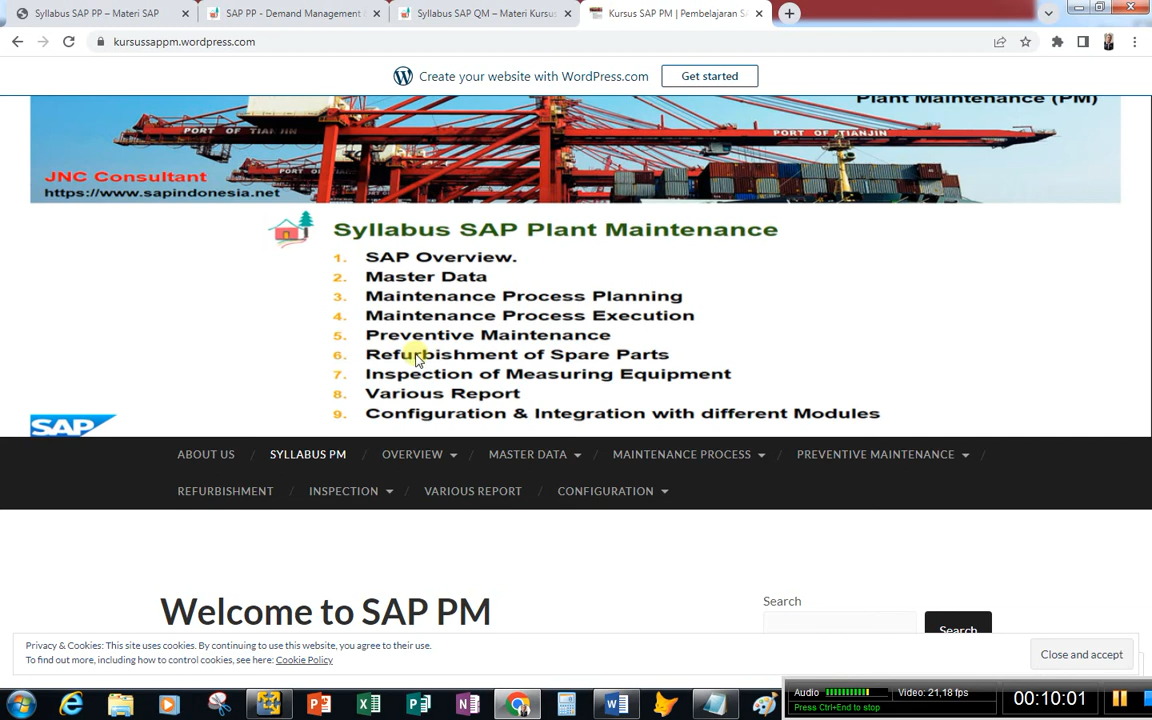 Syllabus SAP PP – Materi SAP
SAP PP - Demand Management
Syllabus SAP QM – Materi Kursus
Kursus SAP PM | Pembelajaran SA
kursussappm.wordpress.com
Create your website with WordPress.com
Get started
Plant Maintenance (PM)
PORT OF TIANJIN
PORT OF TIANJIN
JNC Consultant
https://www.sapindonesia.net
Syllabus SAP Plant Maintenance
1. SAP Overview.
2. Master Data
3. Maintenance Process Planning
4. Maintenance Process Execution
5. Preventive Maintenance
6. Refurbishment of Spare Parts
7. Inspection of Measuring Equipment
8. Various Report
9. Configuration & Integration with different Modules
SAP
ABOUT US / SYLLABUS PM / OVERVIEW / MASTER DATA / MAINTENANCE PROCESS / PREVENTIVE MAINTENANCE /
REFURBISHMENT / INSPECTION / VARIOUS REPORT / CONFIGURATION
Welcome to SAP PM
Search
Search
Privacy & Cookies: This site uses cookies. By continuing to use this website, you agree to their use.
To find out more, including how to control cookies, see here: Cookie Policy
Close and accept
Audio
Video: 21,18 fps
Press Ctrl+End to stop
00:10:01